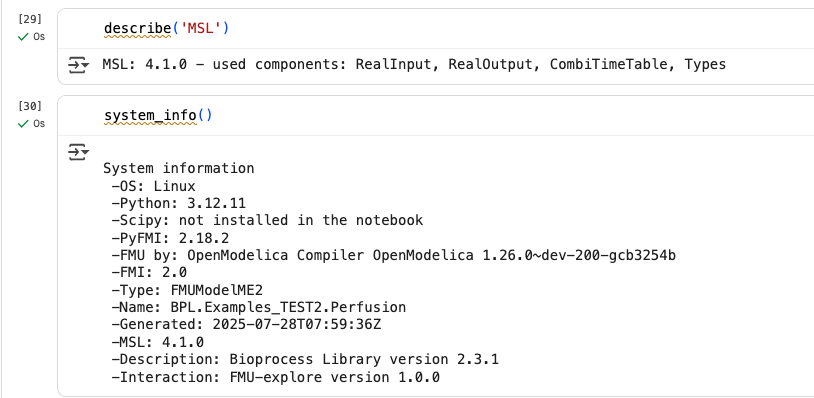 [29]
0s
describe('MSL')
MSL: 4.1.0 - used components: RealInput, RealOutput, CombiTimeTable, Types
[30]
0s
system_info()
System information
-OS: Linux
-Python: 3.12.11
-Scipy: not installed in the notebook
-PyFMI: 2.18.2
-FMU by: OpenModelica Compiler OpenModelica 1.26.0~dev-200-gcb3254b
-FMI: 2.0
-Type: FMUModelME2
-Name: BPL.Examples_TEST2.Perfusion
-Generated: 2025-07-28T07:59:36Z
-MSL: 4.1.0
-Description: Bioprocess Library version 2.3.1
-Interaction: FMU-explore version 1.0.0